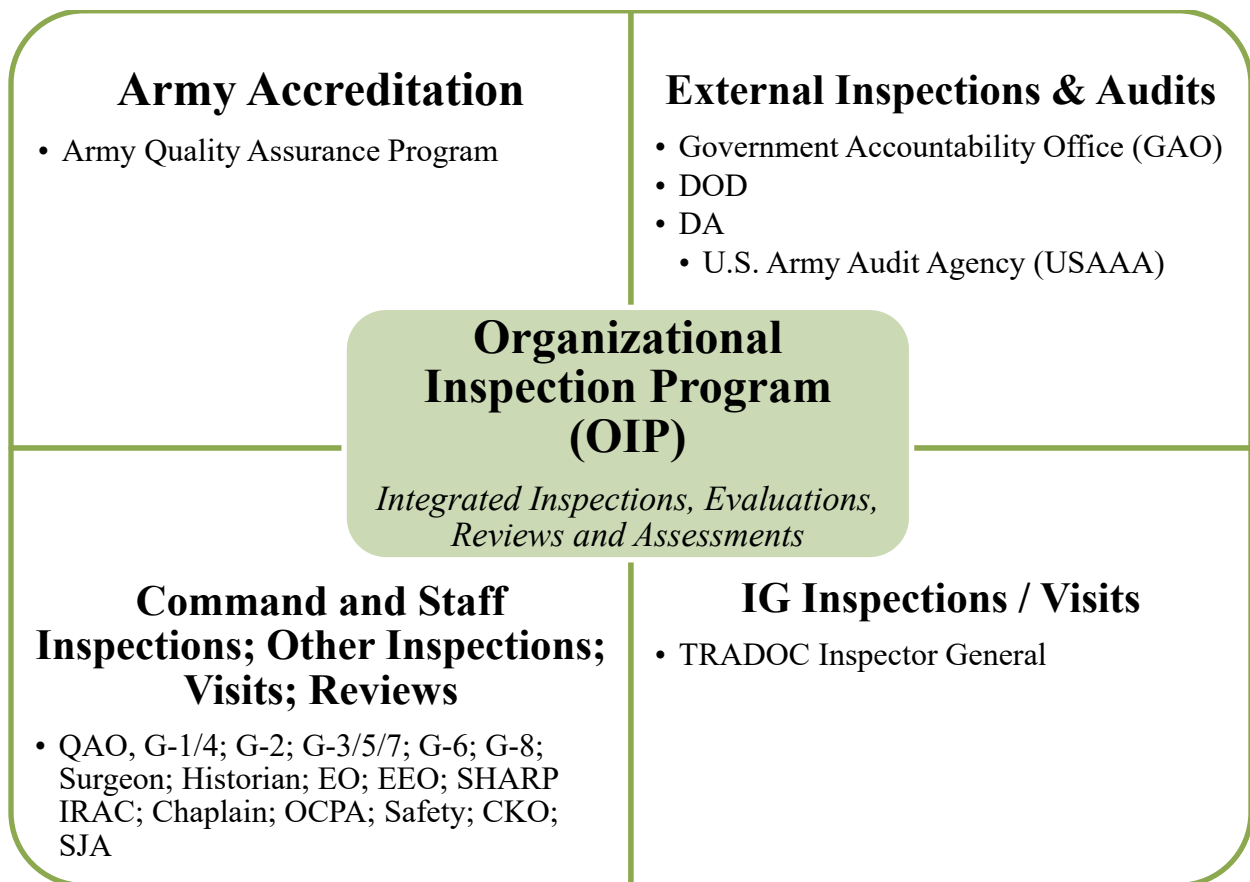 Army Accreditation
• Army Quality Assurance Program
External Inspections & Audits
• Government Accountability Office (GAO)
• DOD
• DA
• U.S. Army Audit Agency (USAAA)
Organizational
Inspection Program
(OIP)
Integrated Inspections, Evaluations,
Reviews and Assessments
Command and Staff
Inspections; Other Inspections;
Visits; Reviews
• QAO, G-1/4; G-2; G-3/5/7; G-6; G-8;
Surgeon; Historian; EO; EEO; SHARP
IRAC; Chaplain; OCPA; Safety; CKO;
SJA
IG Inspections / Visits
• TRADOC Inspector General